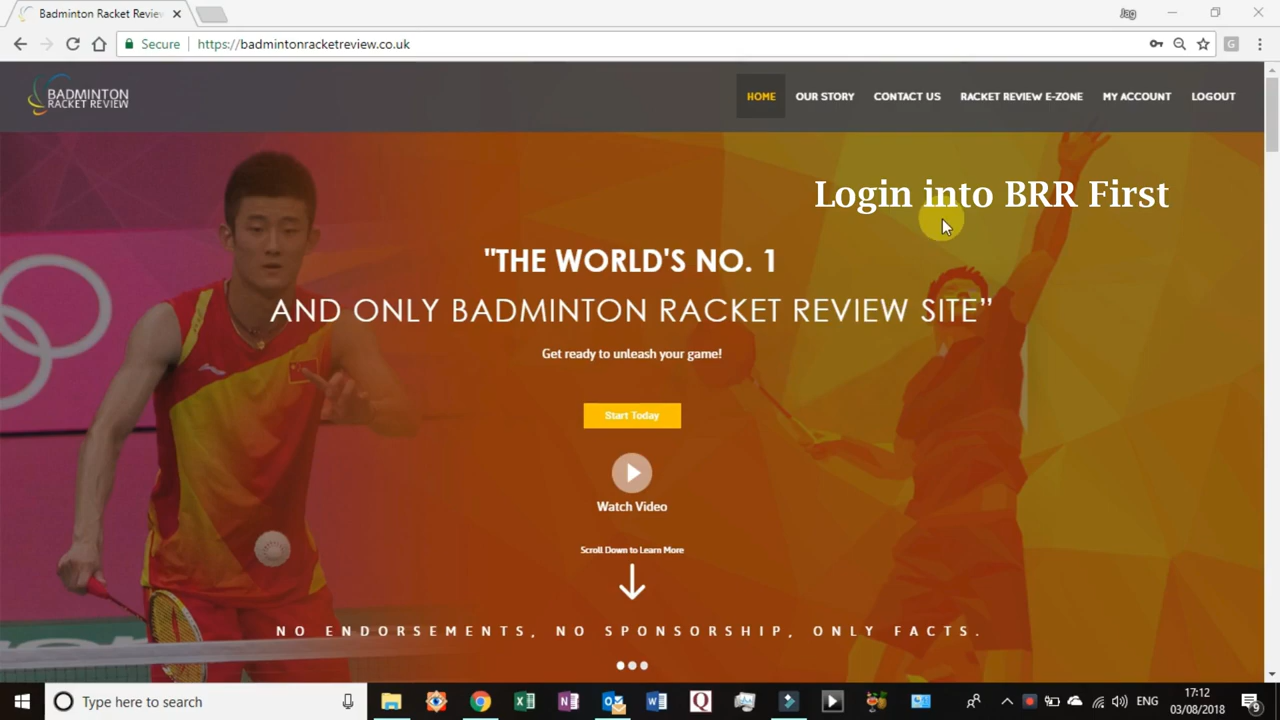 Badminton Racket Review
Jag
Secure
https://badmintonracketreview.co.uk
BADMINTON
RACKET REVIEW
HOME
OUR STORY
CONTACT US
RACKET REVIEW E-ZONE
MY ACCOUNT
LOGOUT
Login into BRR First
"THE WORLD'S NO. 1
AND ONLY BADMINTON RACKET REVIEW SITE”
Get ready to unleash your game!
Start Today
Watch Video
Scroll Down to Learn More
NO ENDORSEMENTS, NO SPONSORSHIP, ONLY FACTS.
Type here to search
ENG
17:12
03/08/2018
9